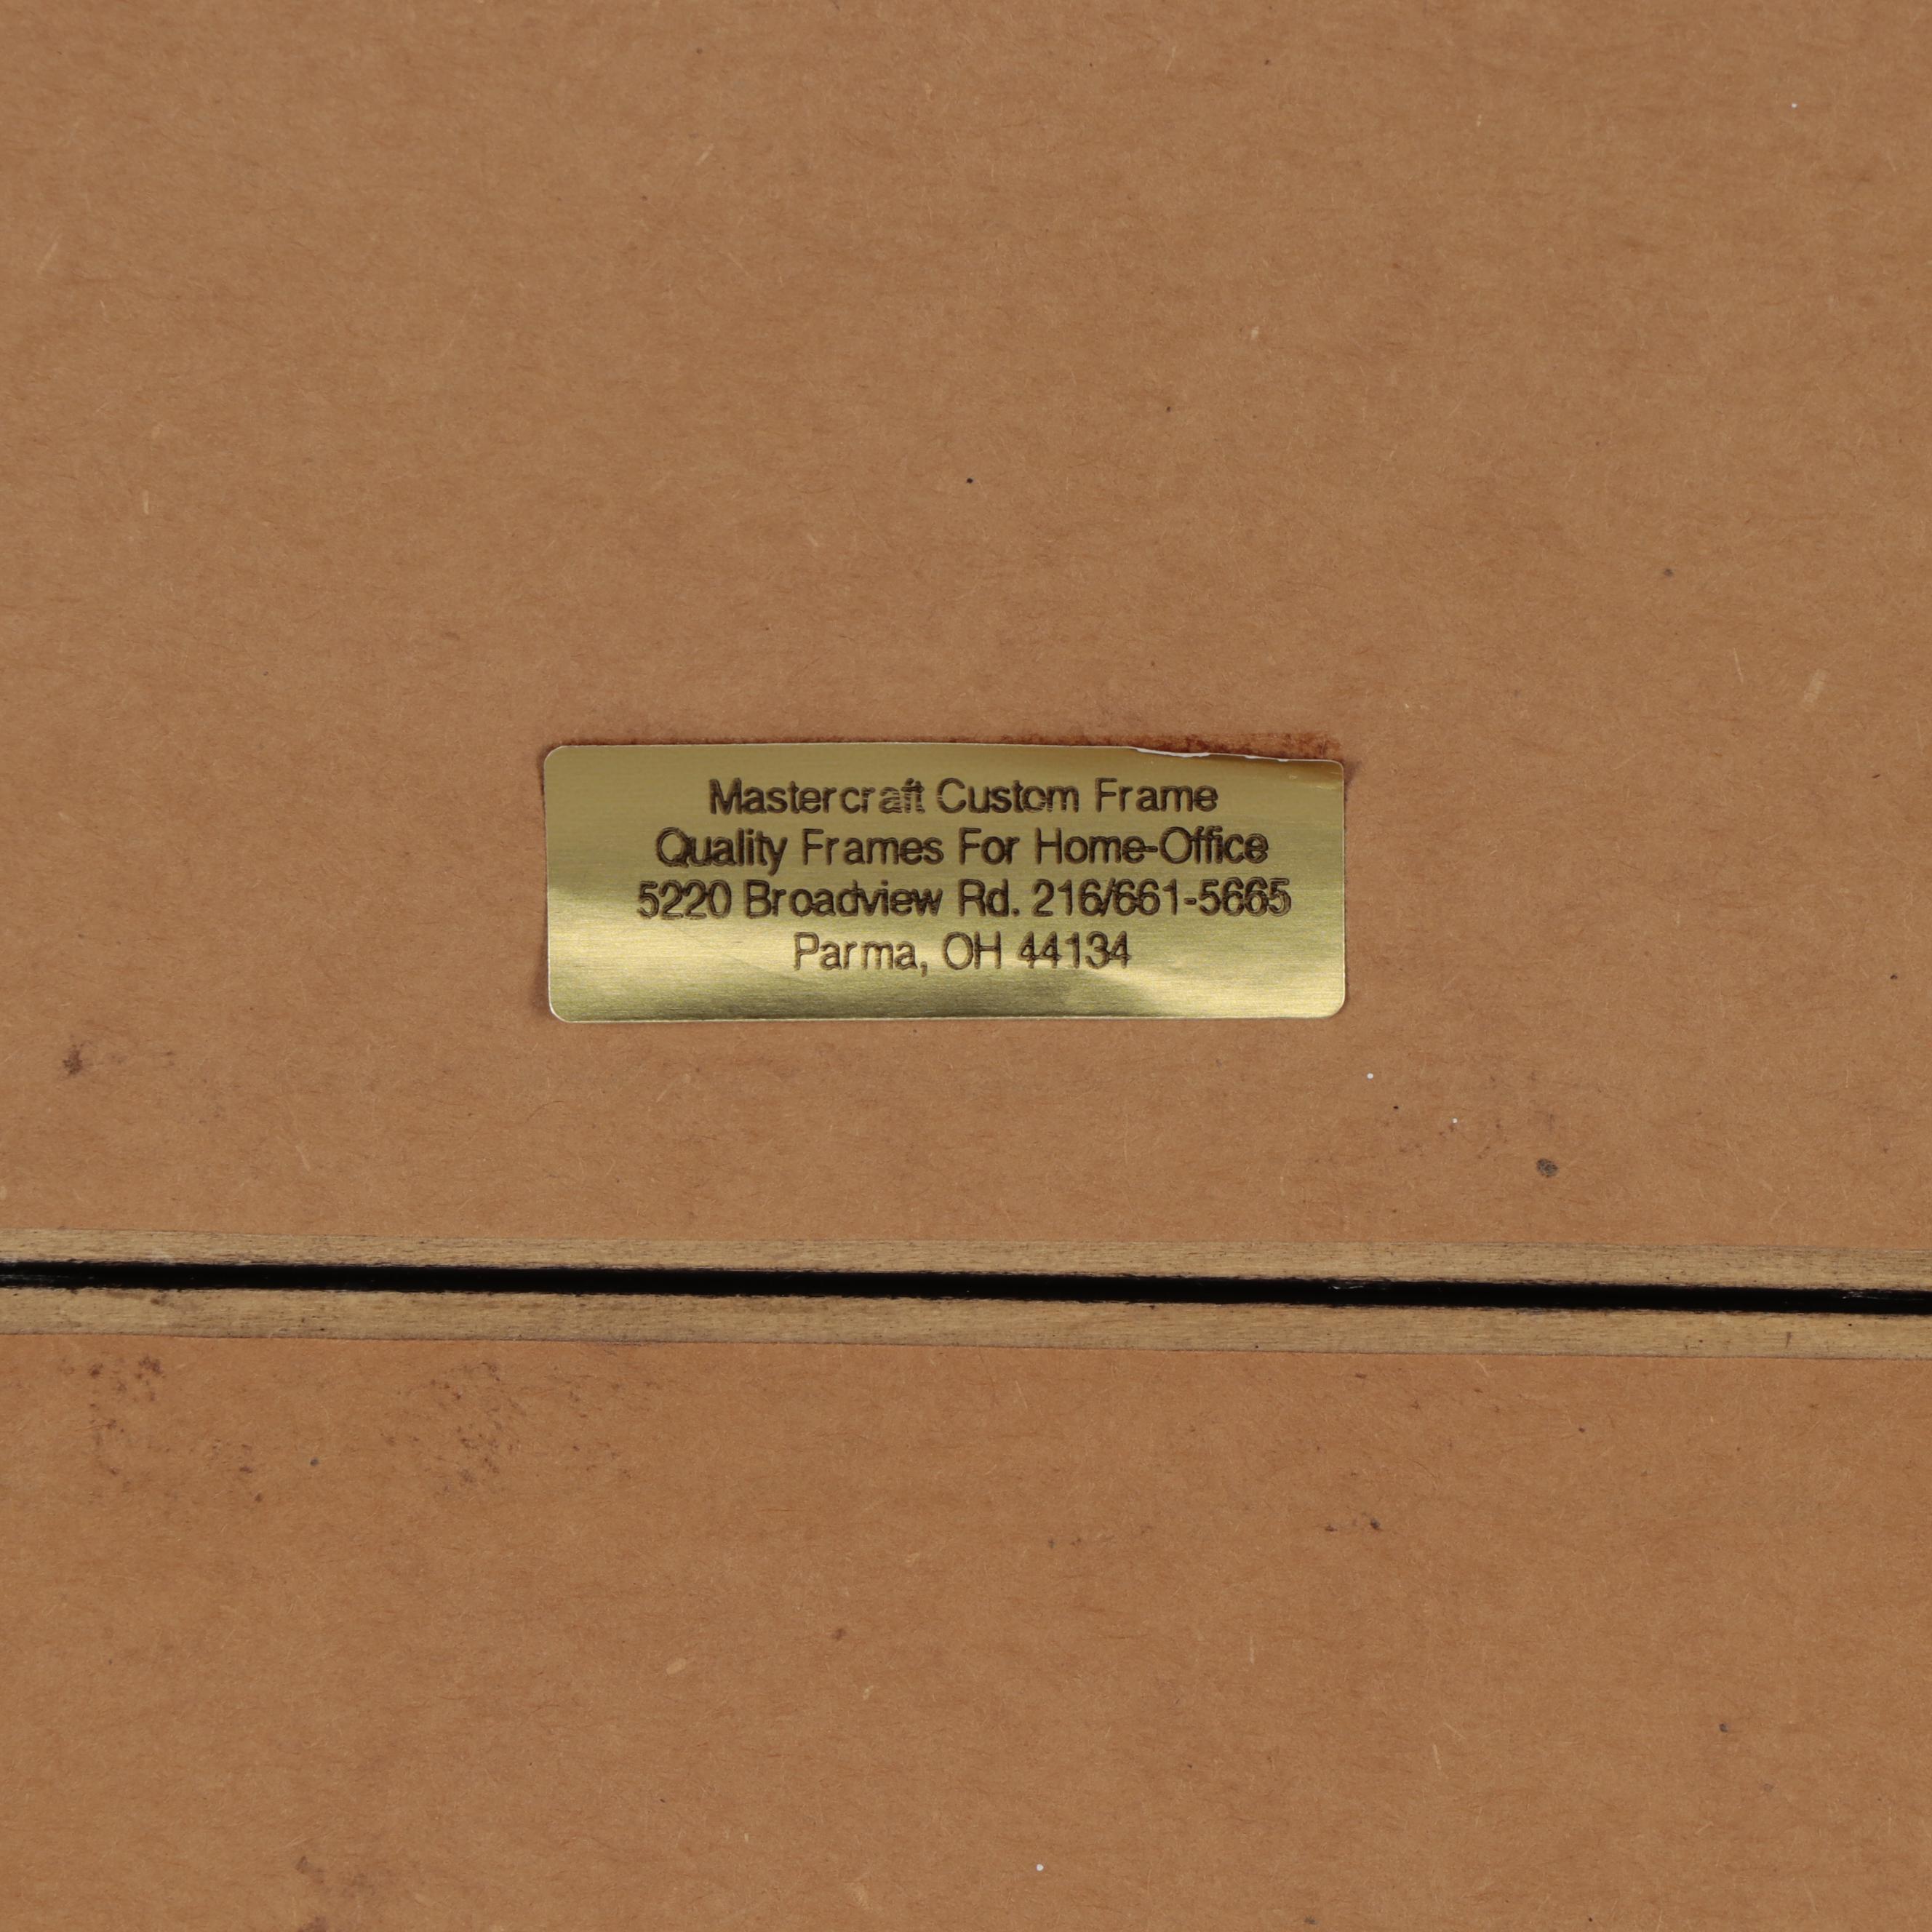 Mastercraft Custom Frame
Quality Frames For Home-Office
5220 Broadview Rd. 216/661-5665
Parma, OH 44134